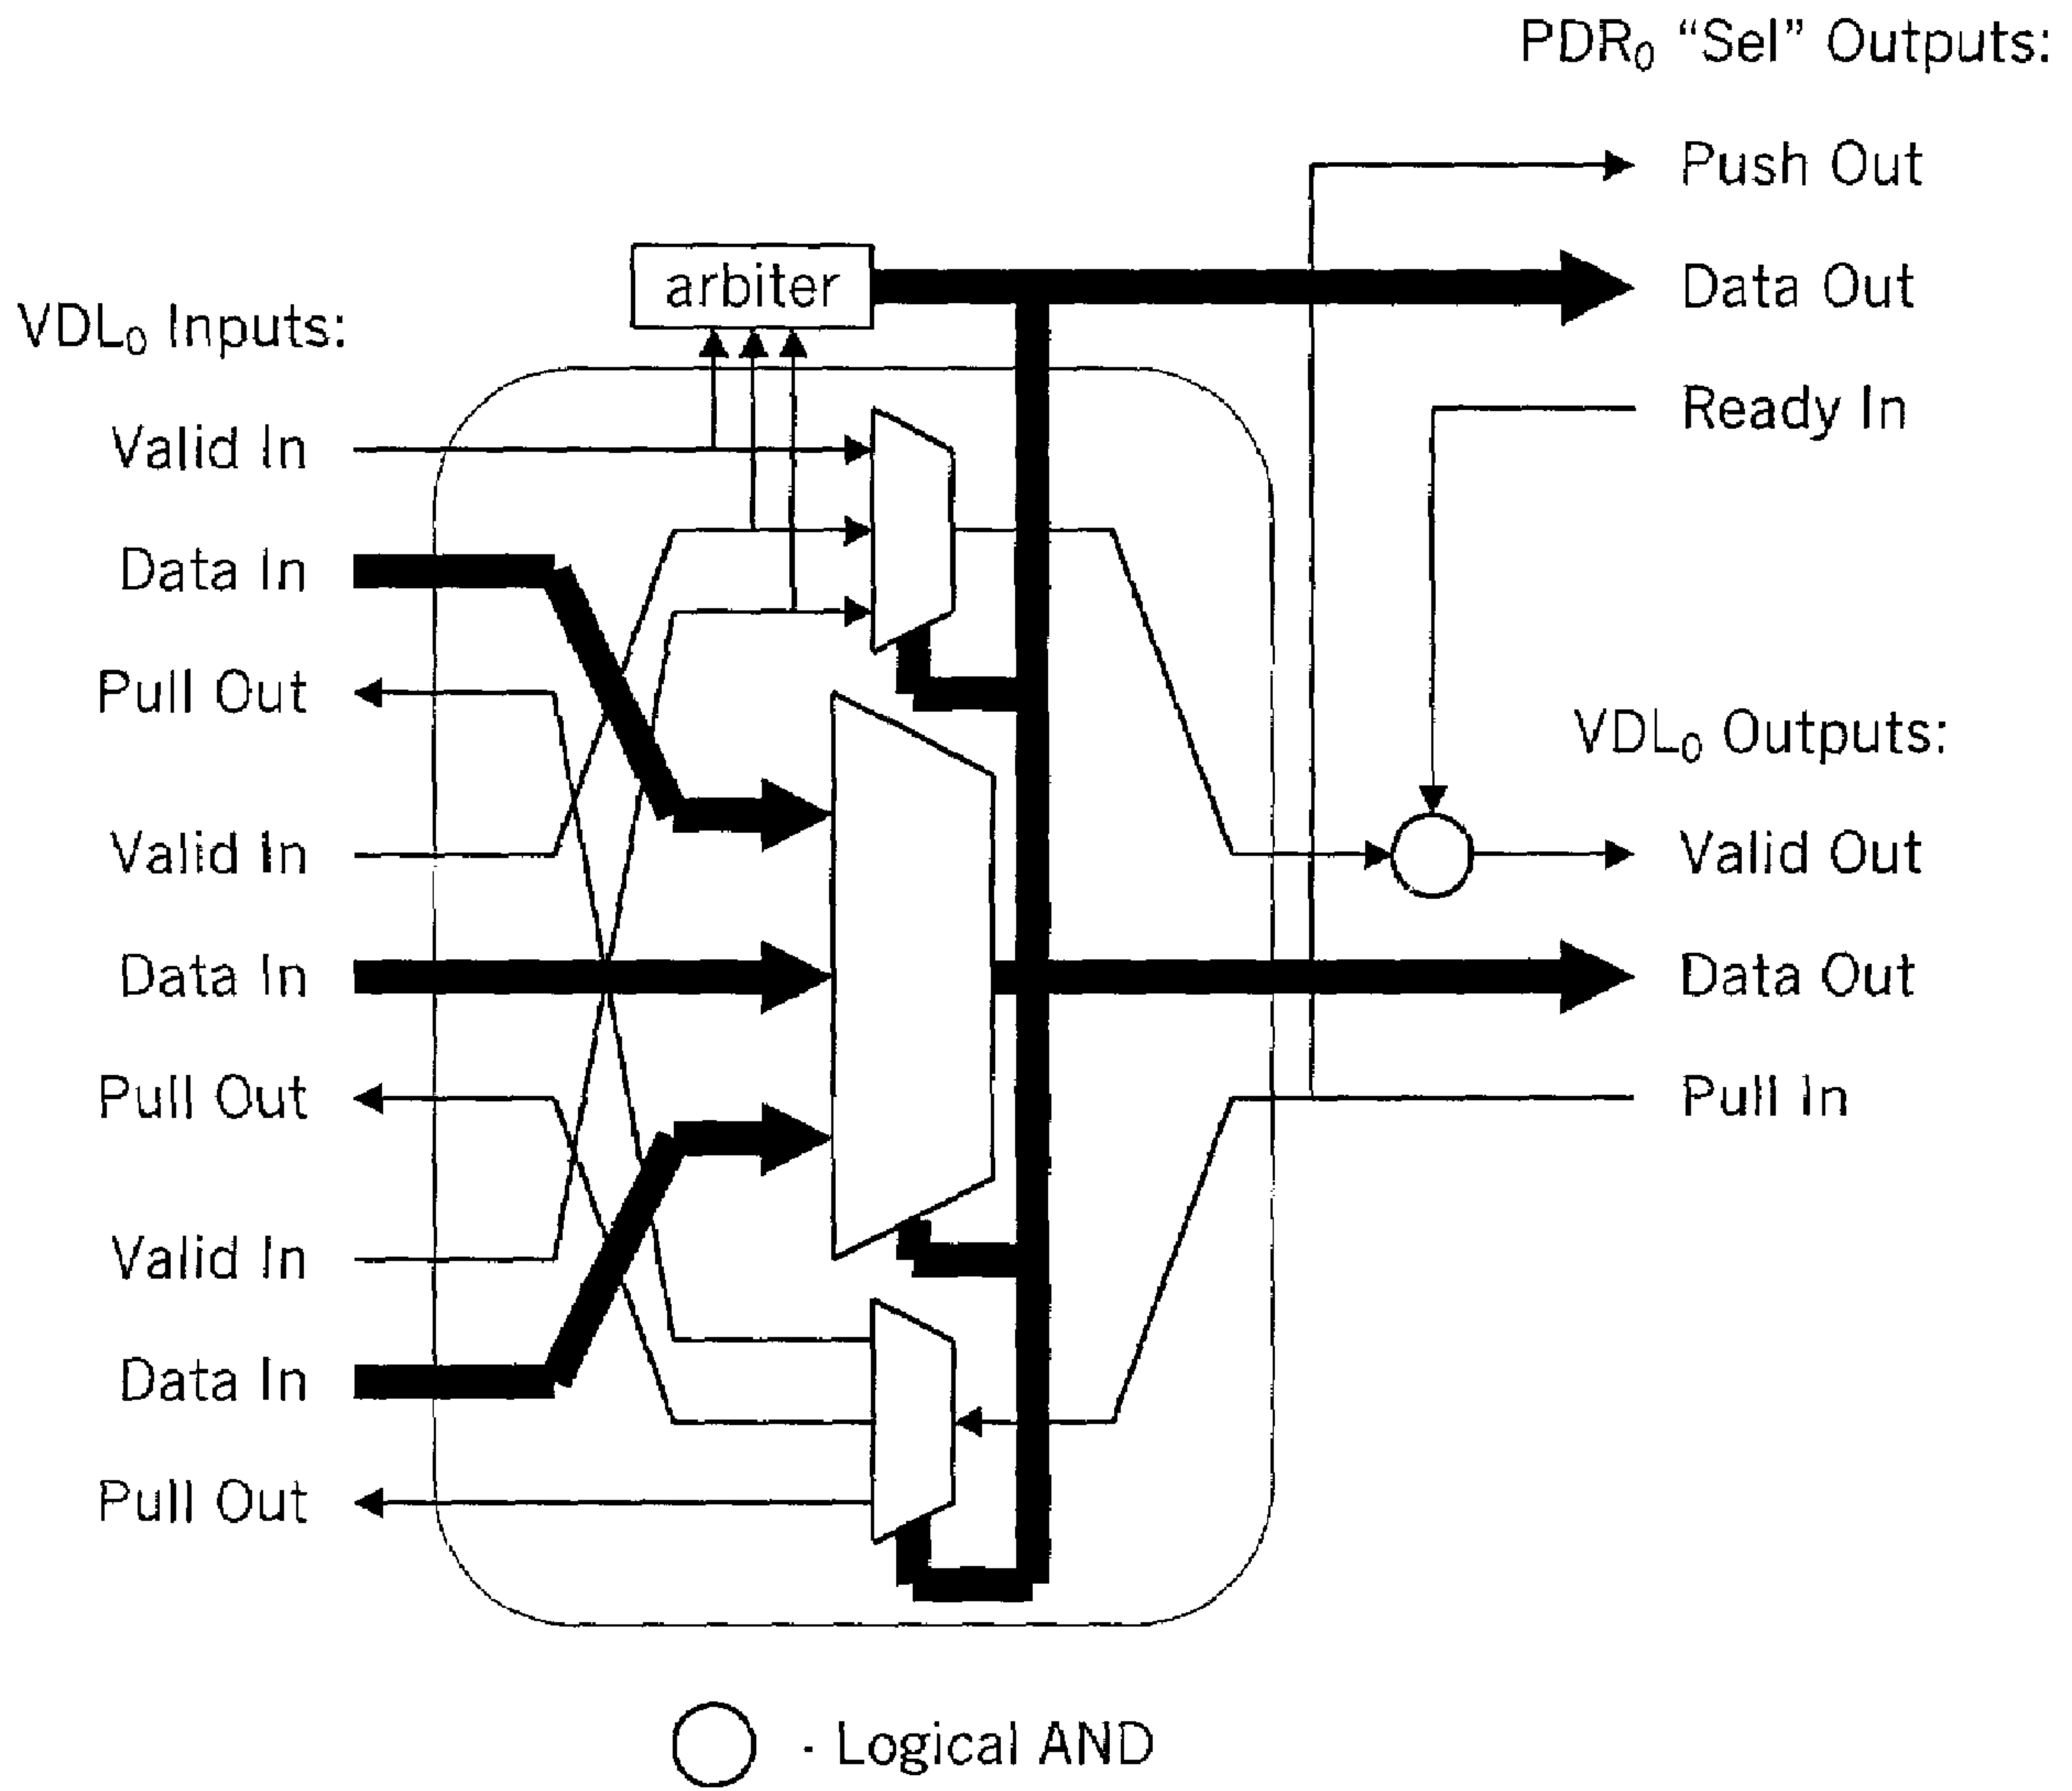 PDR₀ “Sel” Outputs:
Push Out
arbiter
Data Out
VDL₀ Inputs:
Ready In
Valid In
Data In
Pull Out
VDL₀ Outputs:
Valid In
Valid Out
Data In
Data Out
Pull Out
Pull In
Valid In
Data In
Pull Out
- Logical AND